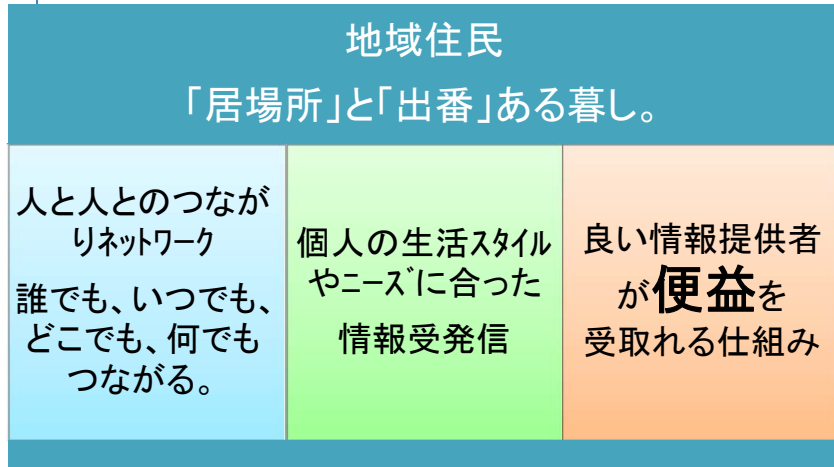 地域住民
「居場所」と「出番」ある暮し。
人と人とのつなが
りﾈｯﾄﾜｰｸ
誰でも、いつでも、
どこでも、何でも
つながる。
個人の生活ｽﾀｲﾙ
やﾆｰｽﾞに合った
情報受発信
良い情報提供者
が便益を
受取れる仕組み